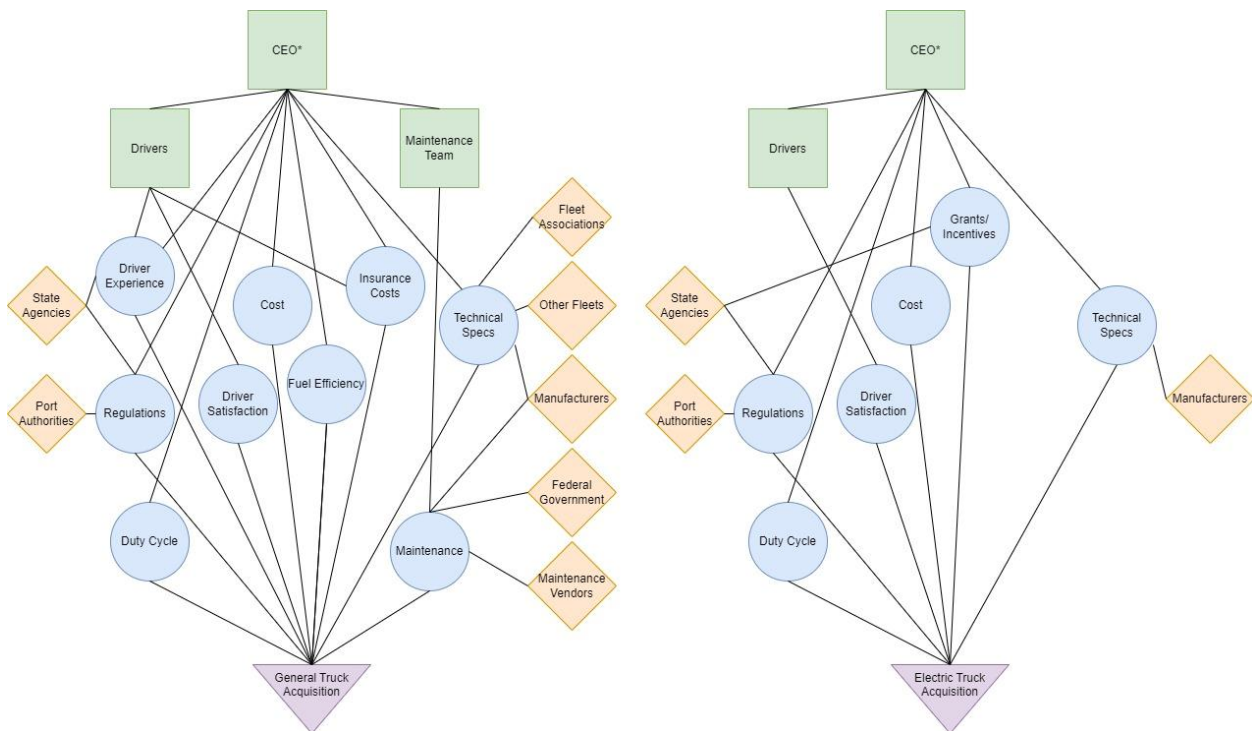 CEO*
Drivers
Maintenance
Team
Driver
Experience
State
Agencies
Cost
Insurance
Costs
Technical
Specs
Fleet
Associations
Other Fleets
Port
Authorities
Regulations
Driver
Satisfaction
Fuel Efficiency
Manufacturers
Federal
Government
Duty Cycle
Maintenance
Maintenance
Vendors
General Truck
Acquisition
CEO*
Drivers
Grants/
Incentives
State
Agencies
Cost
Technical
Specs
Port
Authorities
Regulations
Driver
Satisfaction
Manufacturers
Duty Cycle
Electric Truck
Acquisition